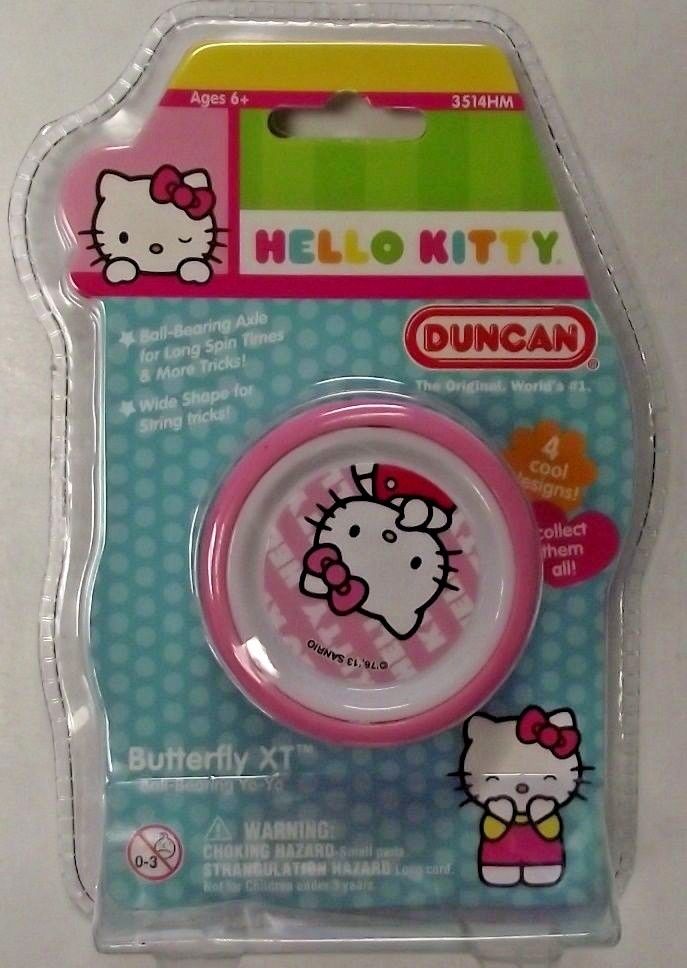 Ages 6+
3514HM
HELLO KITTY
Ball-Bearing Axle
for Long Spin Times
& More Tricks!
Wide Shape for
String tricks!
DUNCAN
®
The Original. World's #1.
4
cool
esigns!
collect
them
all!
©'76,'13 SANRIO
Butterfly XT™
Ball-Bearing Yo-Yo
0-3
WARNING:
CHOKING HAZARD-Small parts
STRANGULATION HAZARD Long cord.
Not for Children under 3 years.